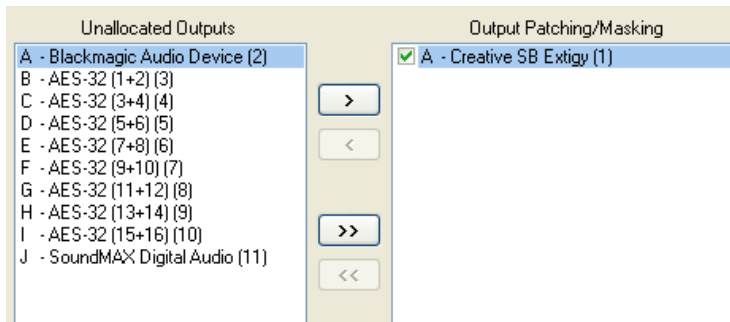 Unallocated Outputs
A - Blackmagic Audio Device (2)
B - AES-32 (1+2) (3)
C - AES-32 (3+4) (4)
D - AES-32 (5+6) (5)
E - AES-32 (7+8) (6)
F - AES-32 (9+10) (7)
G - AES-32 (11+12) (8)
H - AES-32 (13+14) (9)
I - AES-32 (15+16) (10)
J - SoundMAX Digital Audio (11)
>
<
>>
<<
Output Patching/Masking
A - Creative SB Extigy (1)